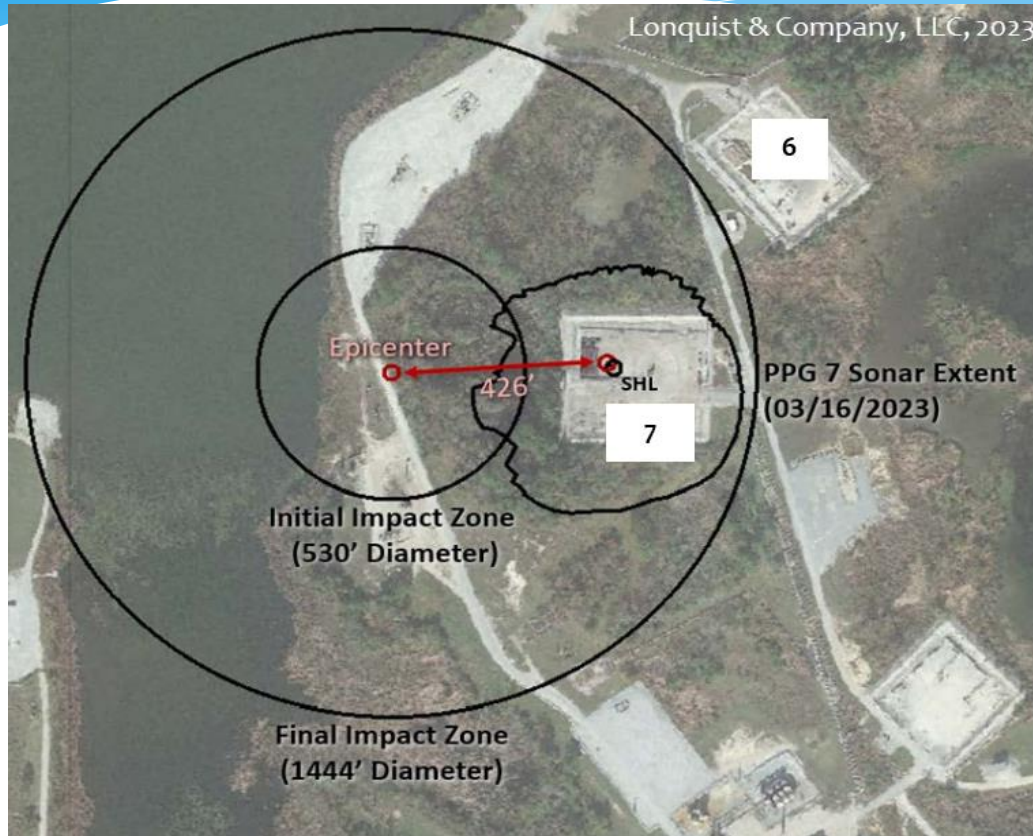 Lonquist & Company, LLC, 2023
6
Epicenter
426'
SHL
PPG 7 Sonar Extent
(03/16/2023)
7
Initial Impact Zone
(530' Diameter)
Final Impact Zone
(1444' Diameter)